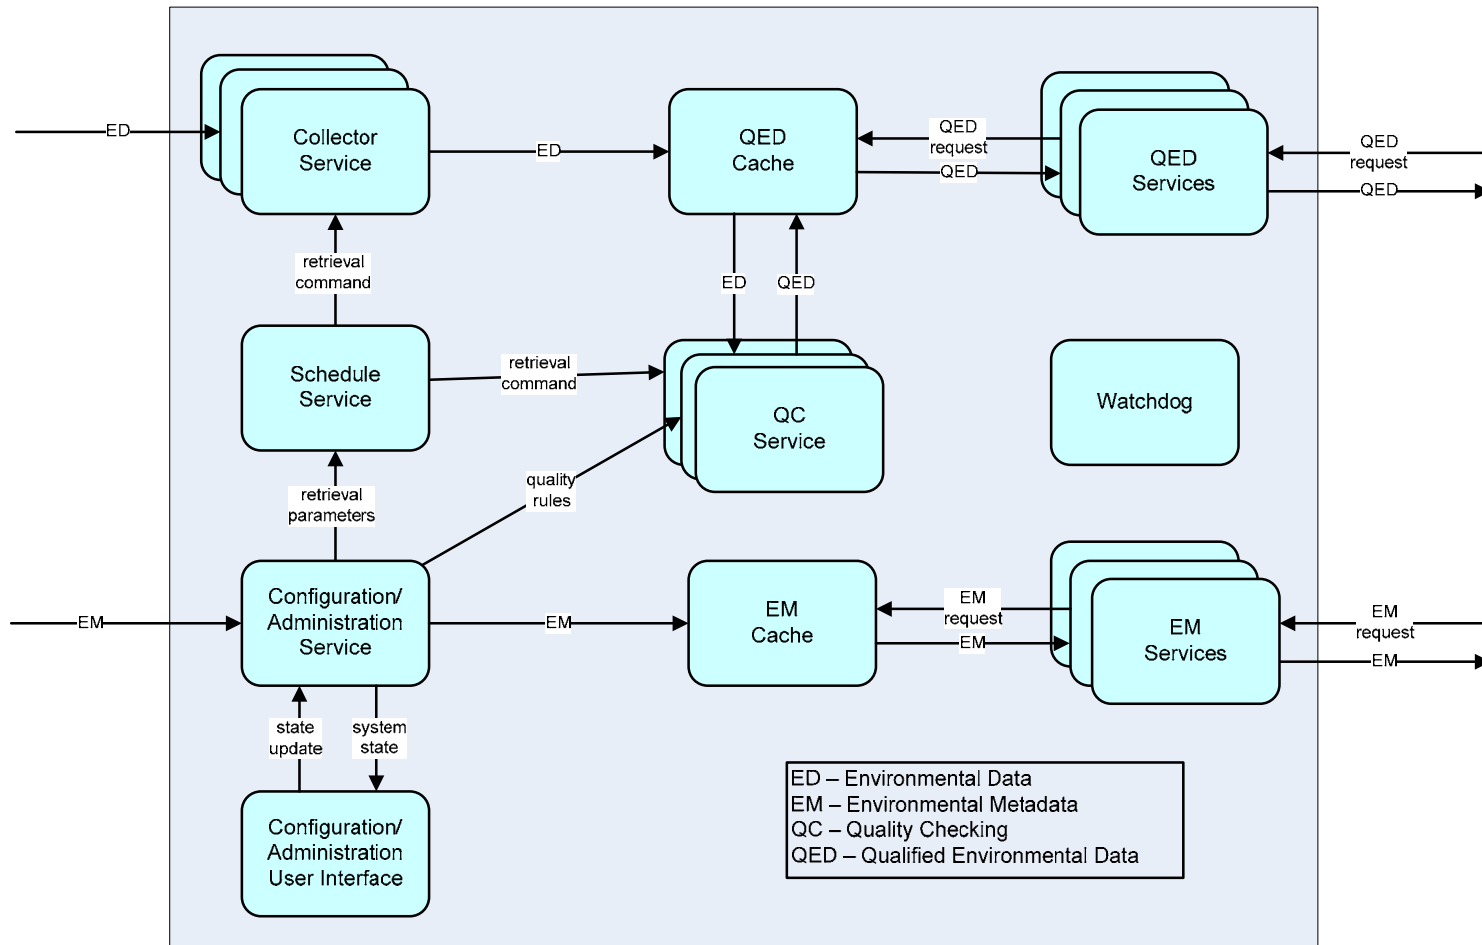 ED
Collector
Service
ED
QED
Cache
QED
request
QED
QED
Services
QED
request
QED
retrieval
command
ED
QED
Schedule
Service
retrieval
command
QC
Service
Watchdog
retrieval
parameters
quality
rules
EM
Configuration/
Administration
Service
EM
EM
Cache
EM
request
EM
EM
Services
EM
request
EM
state
update
system
state
Configuration/
Administration
User Interface
ED – Environmental Data
EM – Environmental Metadata
QC – Quality Checking
QED – Qualified Environmental Data